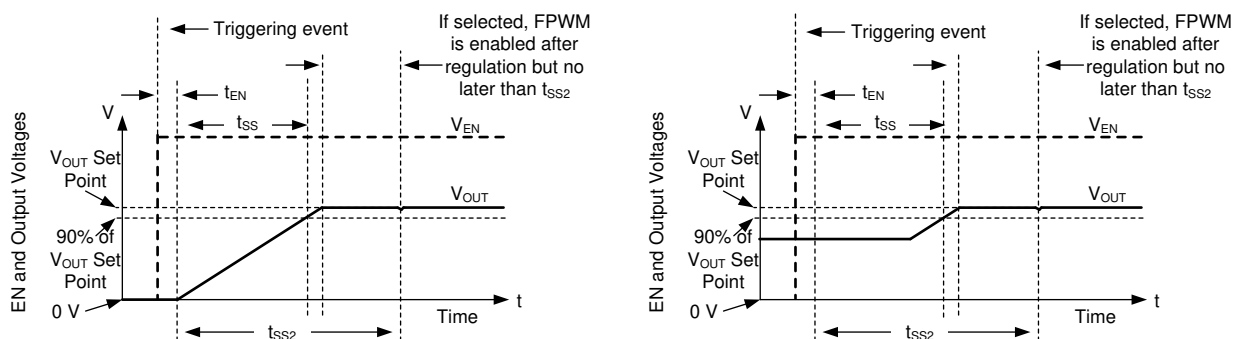 Triggering event
If selected, FPWM
is enabled after
regulation but no
later than tSS2
tEN
V
tSS
VEN
VOUT Set
Point
VOUT
90% of
VOUT Set
Point
0 V
t
Time
tSS2
EN and Output Voltages
Triggering event
If selected, FPWM
is enabled after
regulation but no
later than tSS2
tEN
V
tSS
VEN
VOUT Set
Point
VOUT
90% of
VOUT Set
Point
0 V
t
Time
tSS2
EN and Output Voltages